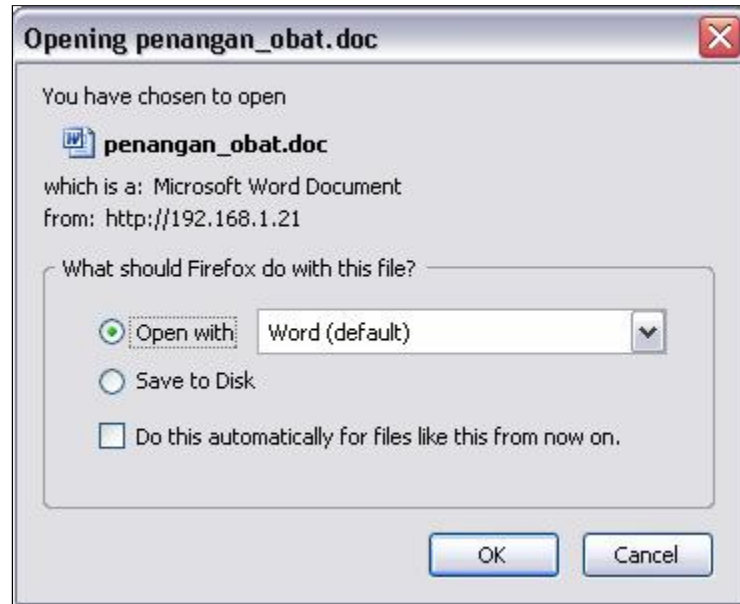 Opening penangan_obat.doc
You have chosen to open
penangan_obat.doc
which is a: Microsoft Word Document
from: http://192.168.1.21
What should Firefox do with this file?
Open with Word (default)
Save to Disk
Do this automatically for files like this from now on.
OK Cancel